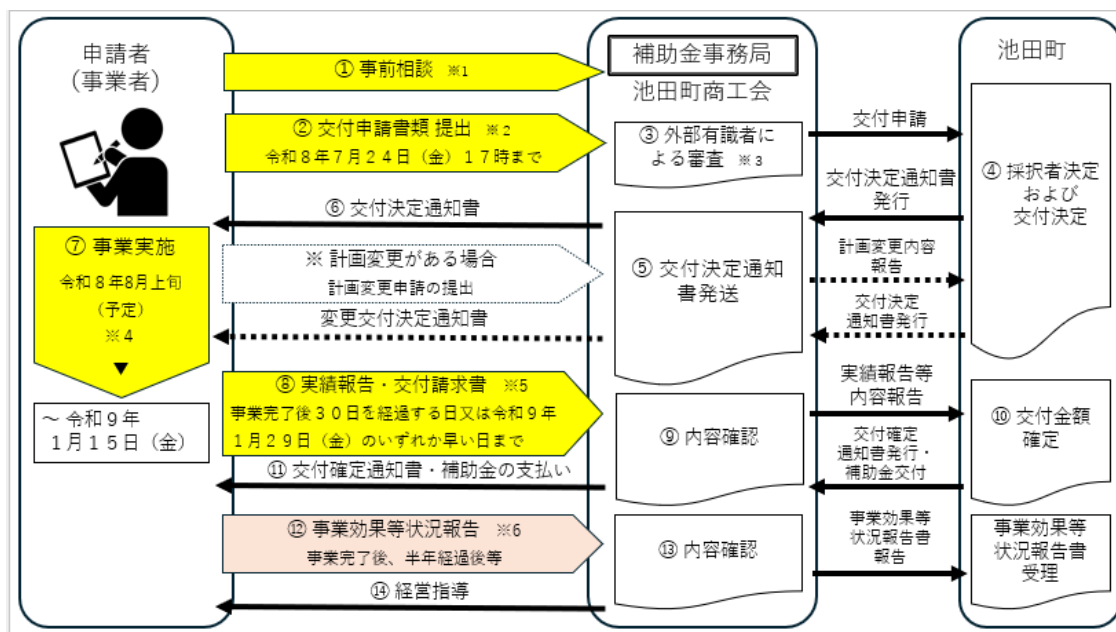 申請者
(事業者)
補助金事務局
池田町商工会
池田町
① 事前相談 ※1
② 交付申請書類 提出 ※2
令和８年７月２４日（金）１７時まで
③ 外部有識者に
よる審査 ※3
交付申請
交付決定通知書
発行
④ 採択者決定
および
交付決定
⑥ 交付決定通知書
⑤ 交付決定通知
書発送
⑦ 事業実施
令和８年8月上旬
（予定）
※４
▼
～ 令和９年
１月１５日（金）
※ 計画変更がある場合
計画変更申請の提出
変更交付決定通知書
計画変更内容
報告
交付決定
通知書発行
⑧ 実績報告・交付請求書 ※5
事業完了後３０日を経過する日又は令和９年
１月２９日（金）のいずれか早い日まで
⑨ 内容確認
実績報告等
内容報告
⑩ 交付金額
確定
交付確定
通知書発行・
補助金交付
⑪ 交付確定通知書・補助金の支払い
⑫ 事業効果等状況報告 ※6
事業完了後、半年経過後等
⑬ 内容確認
事業効果等
状況報告書
報告
事業効果等
状況報告書
受理
⑭ 経営指導